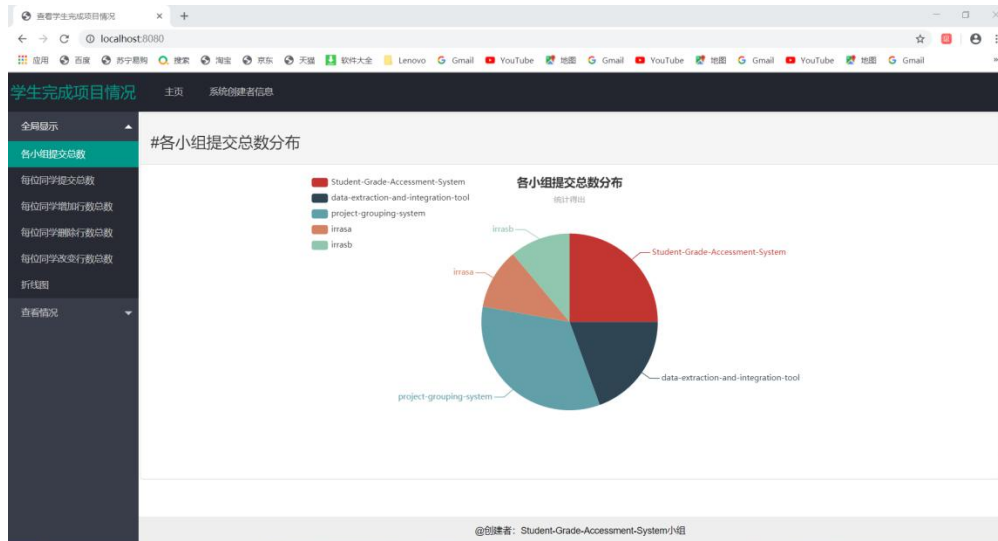 查看学生完成项目情况
localhost:8080
应用 百度 苏宁易购 搜索 淘宝 京东 天猫 软件大全 Lenovo Gmail YouTube 地图 Gmail YouTube 地图 Gmail YouTube 地图 Gmail
学生完成项目情况 主页 系统创建者信息
全局显示
各小组提交总数
每位同学提交总数
每位同学增加行数总数
每位同学删除行数总数
每位同学改变行数总数
折线图
查看情况
#各小组提交总数分布
Student-Grade-Accessment-System
data-extraction-and-integration-tool
project-grouping-system
irrasa
irrasb
各小组提交总数分布
统计得出
irrasb
Student-Grade-Accessment-System
irrasa
data-extraction-and-integration-tool
project-grouping-system
@创建者：Student-Grade-Accessment-System小组